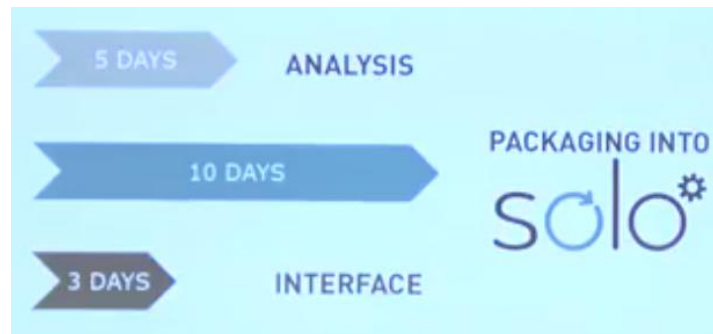 5 DAYS
ANALYSIS
10 DAYS
PACKAGING INTO
solo
3 DAYS
INTERFACE